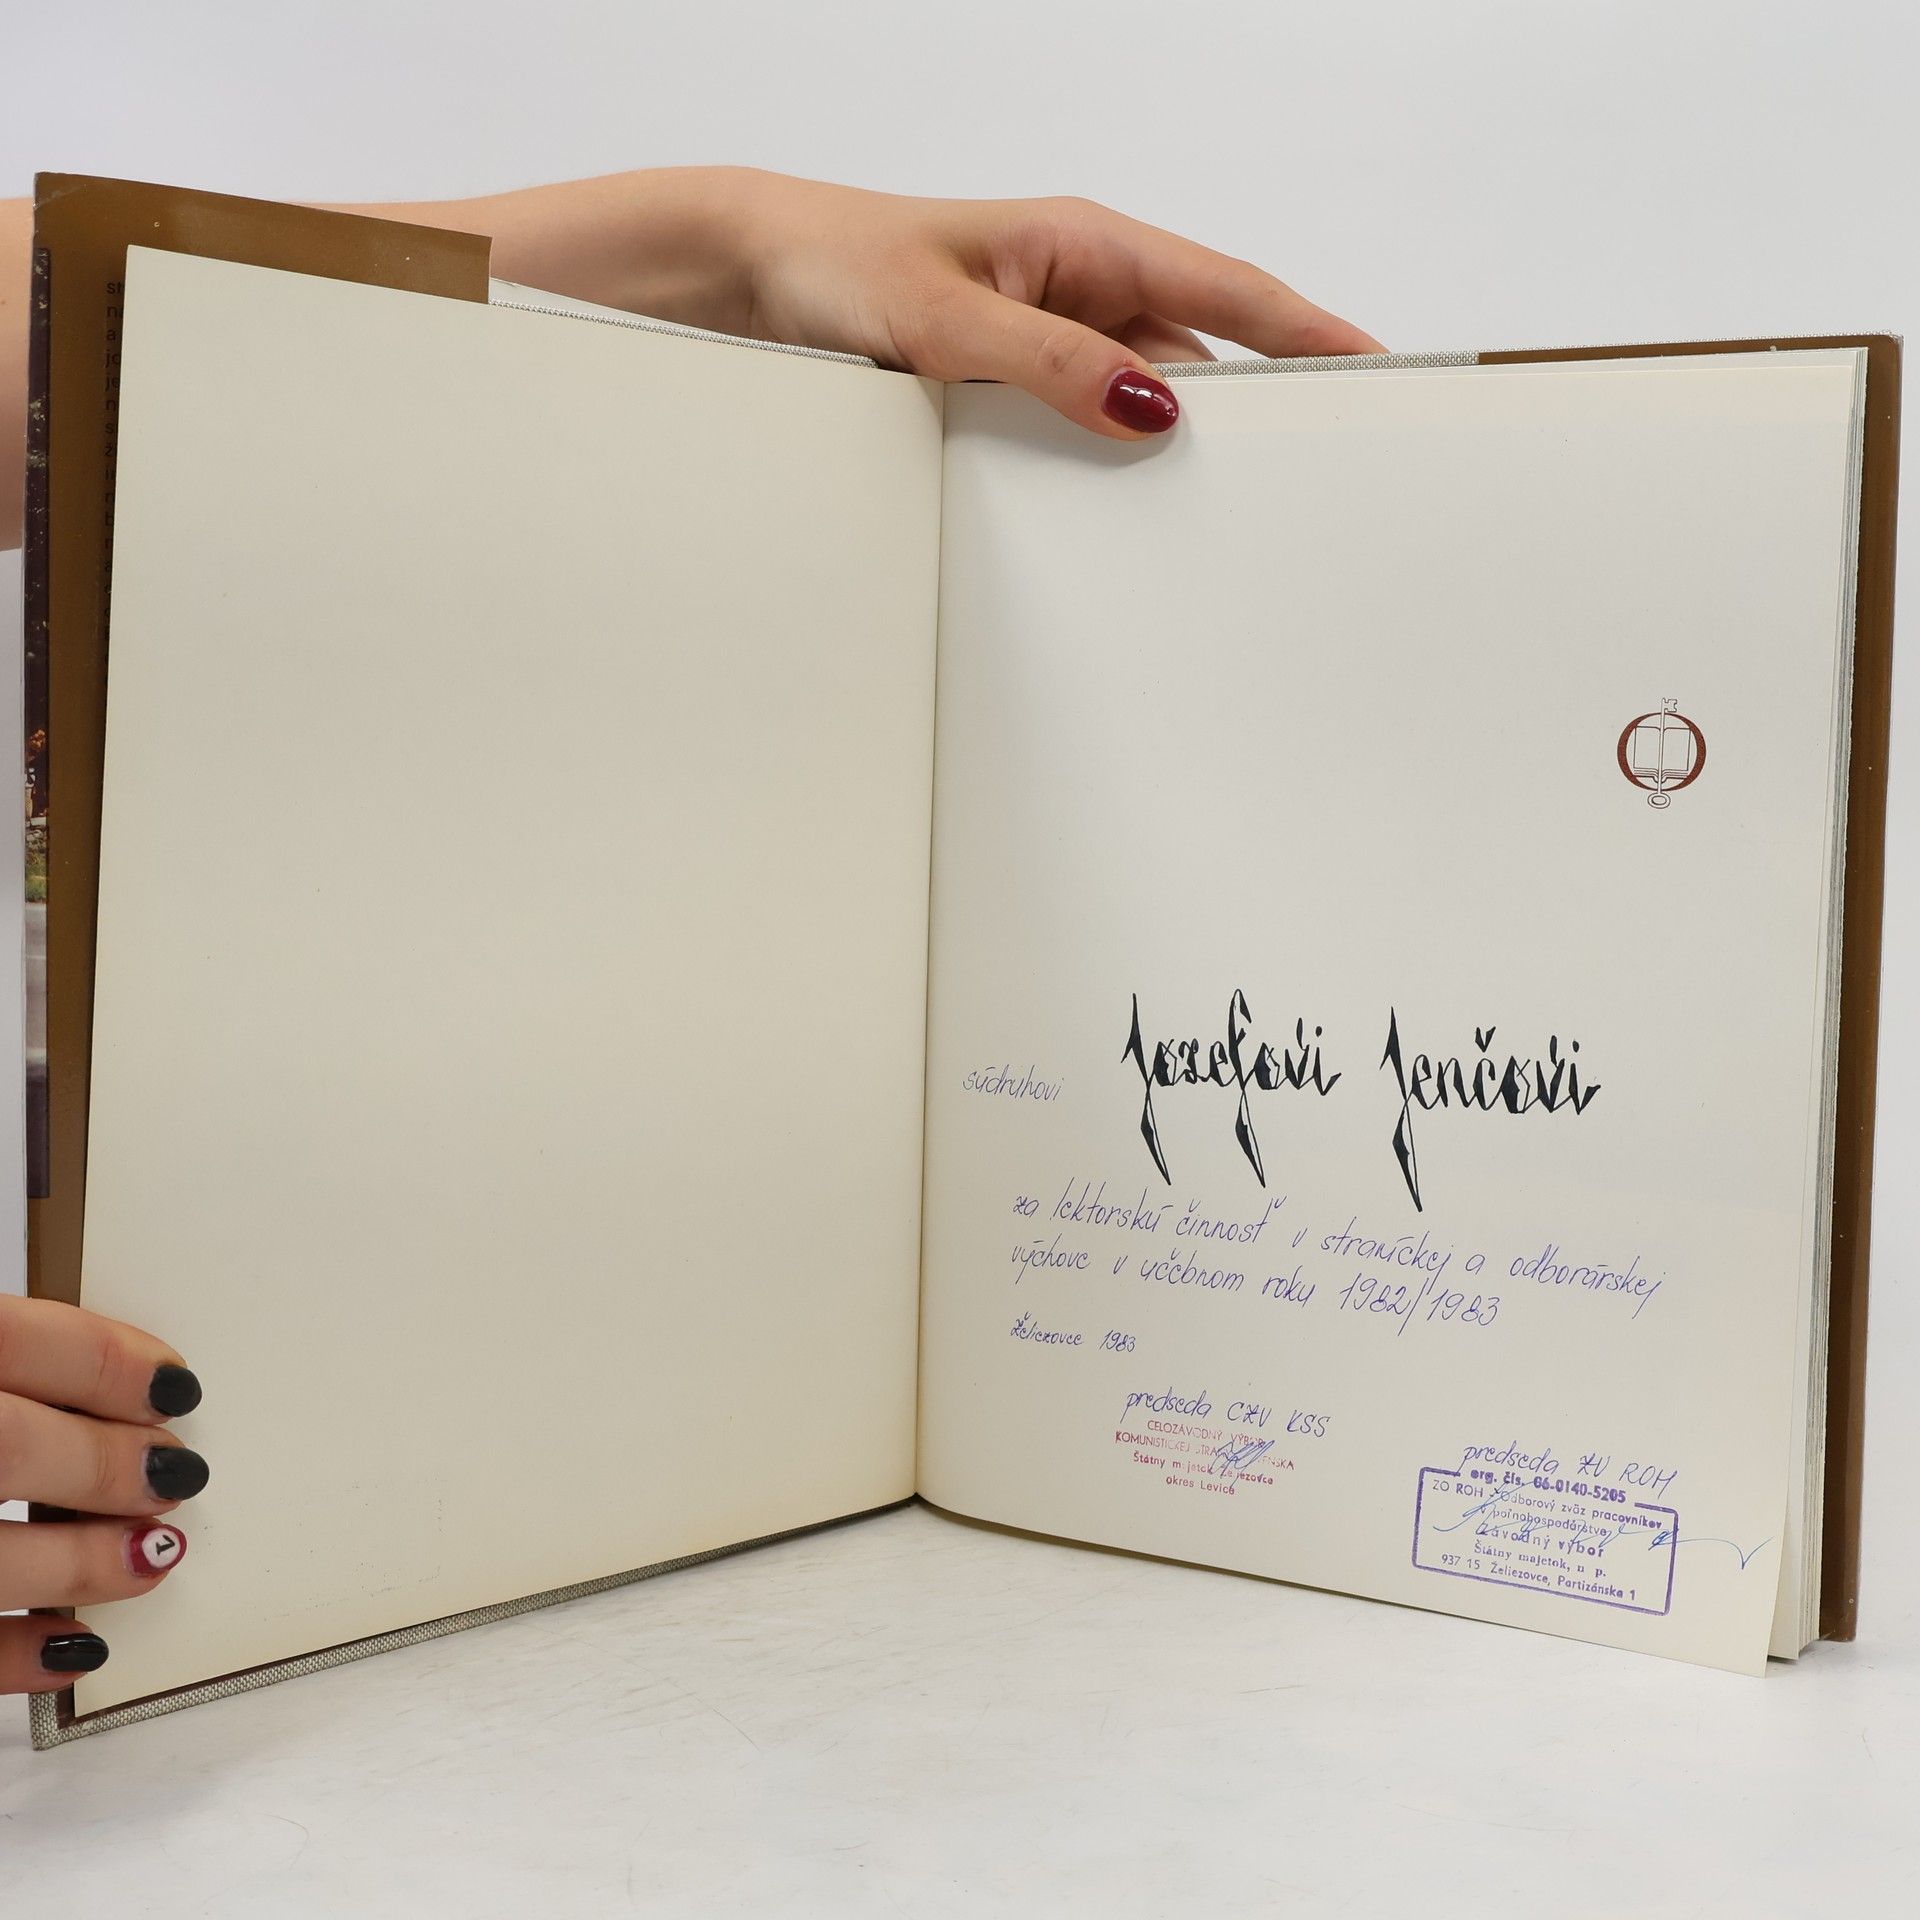 súdruhovi Jozefovi Jenčovi
za lektorskú činnosť v straníckej a odborárskej
výchove v učebnom roku 1982/1983
Želiezovce 1983
predseda CZV KSS
CELOZÁVODNÝ VÝBOR
KOMUNISTICKEJ
Štátny majetok Želiezovce
okres Levice
predseda ZV ROH
org. čís. 06-0140-5205
ZO ROH - Odborový zväz pracovníkov
v poľnohospodárstve
Závodný výbor
Štátny majetok, n. p.
937 15 Želiezovce, Partizánska 1
1